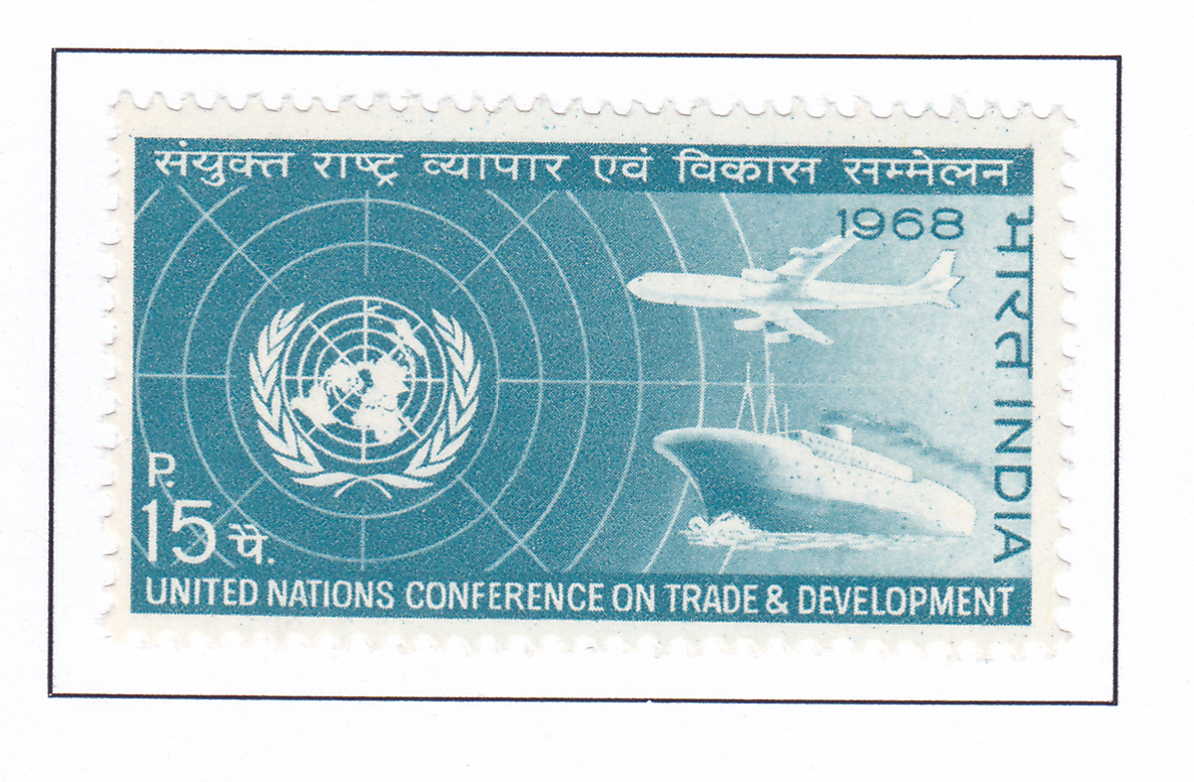 संयुक्त राष्ट्र व्यापार एवं विकास सम्मेलन
1968
भारत INDIA
P.
15 पै.
UNITED NATIONS CONFERENCE ON TRADE & DEVELOPMENT